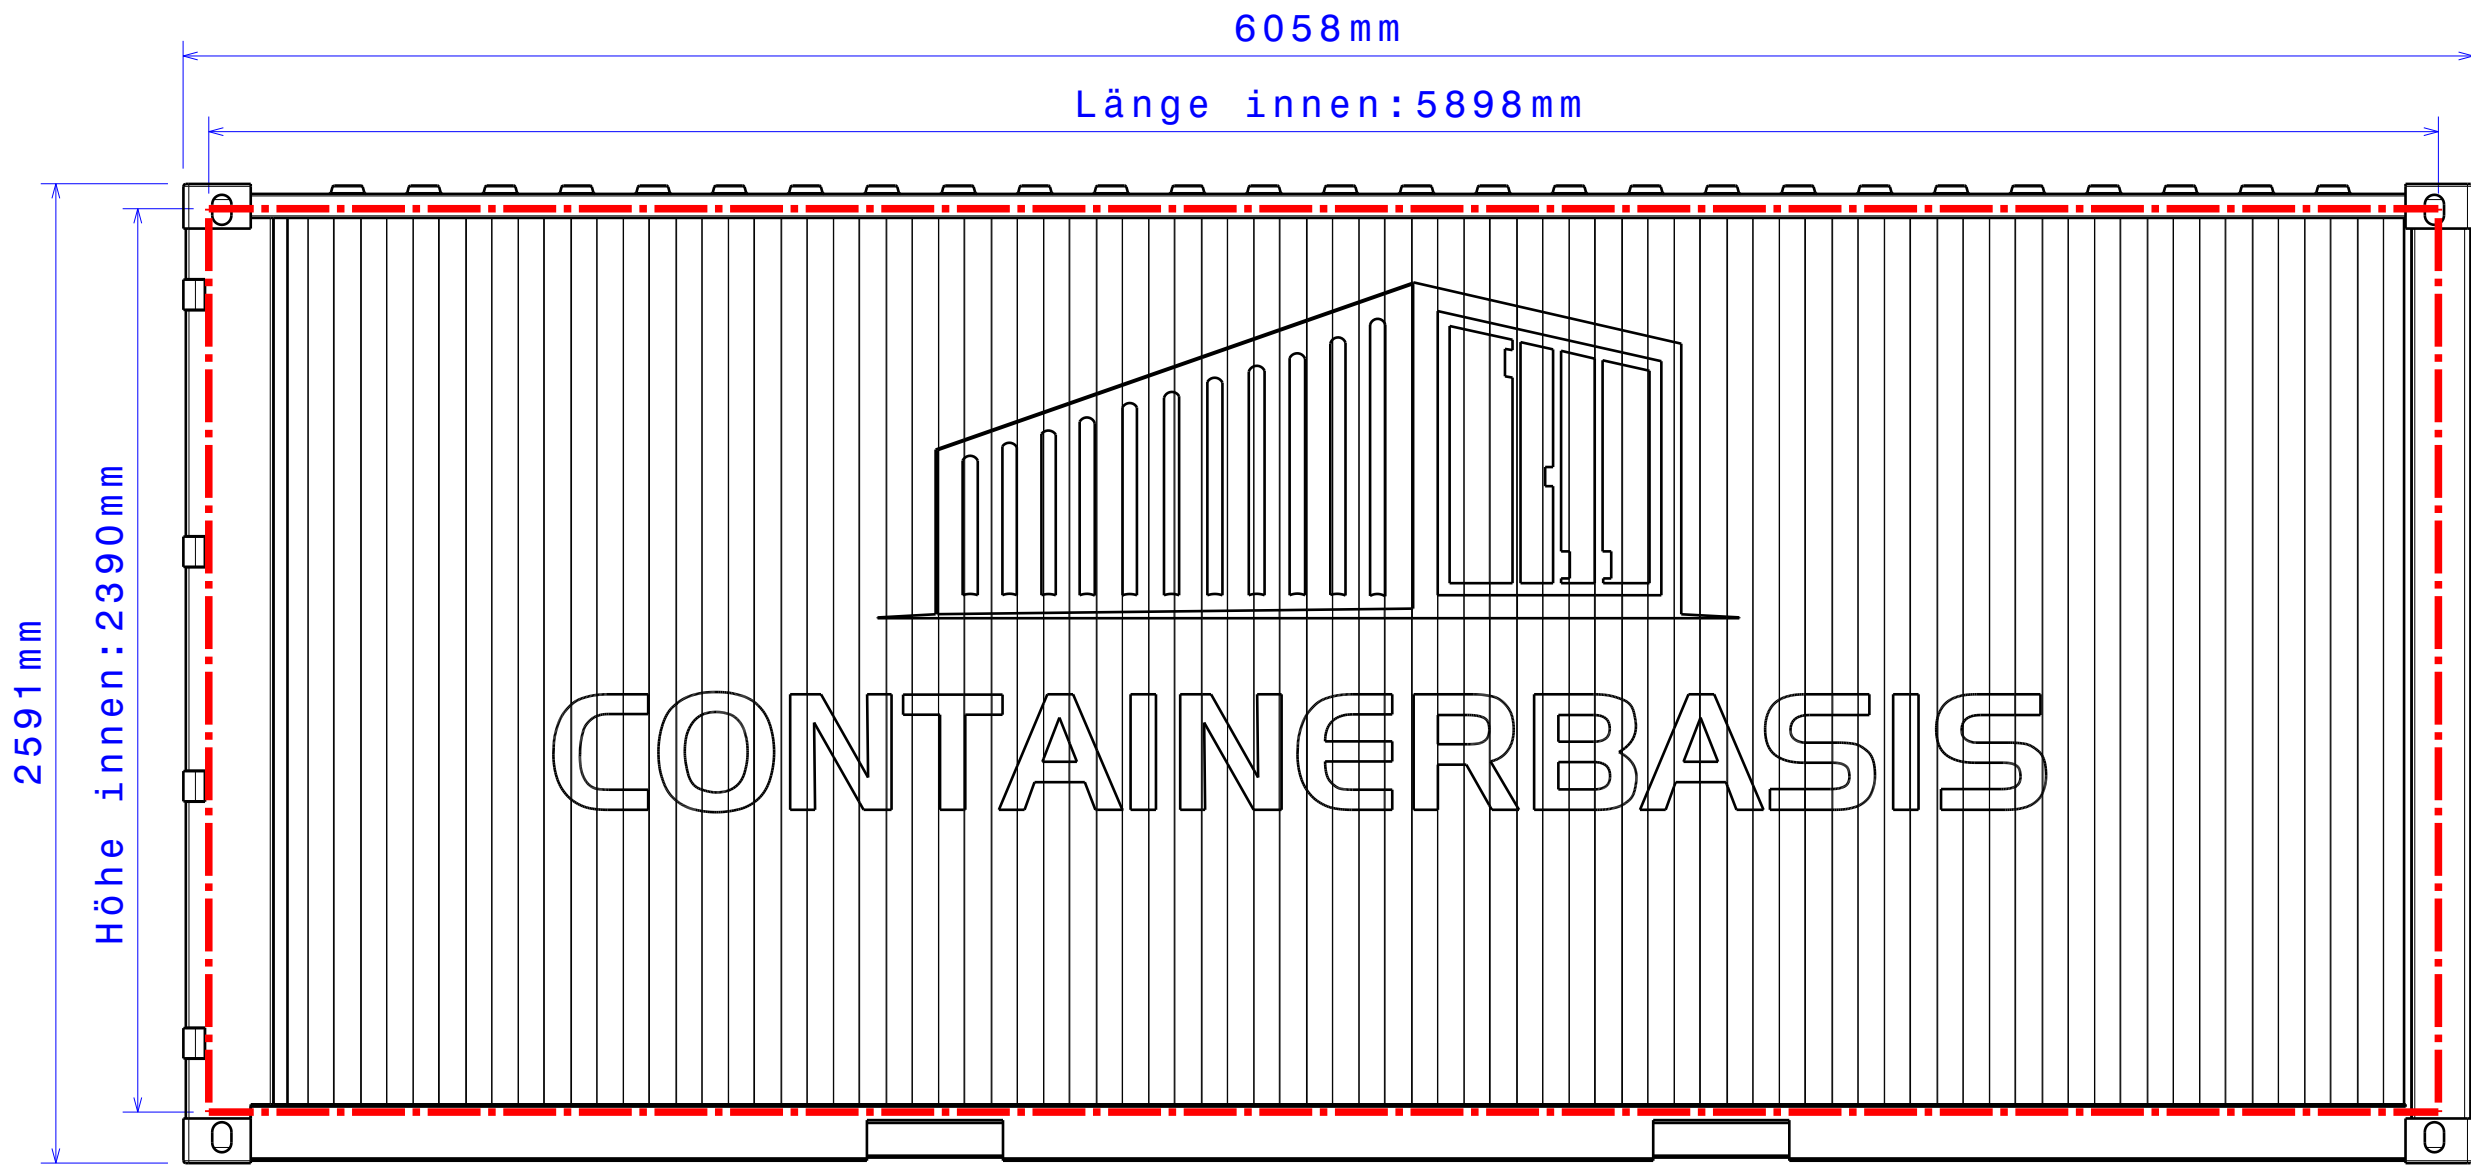 6058mm
Länge innen:5898mm
2591mm
Höhe innen:2390mm
CONTAINERBASIS